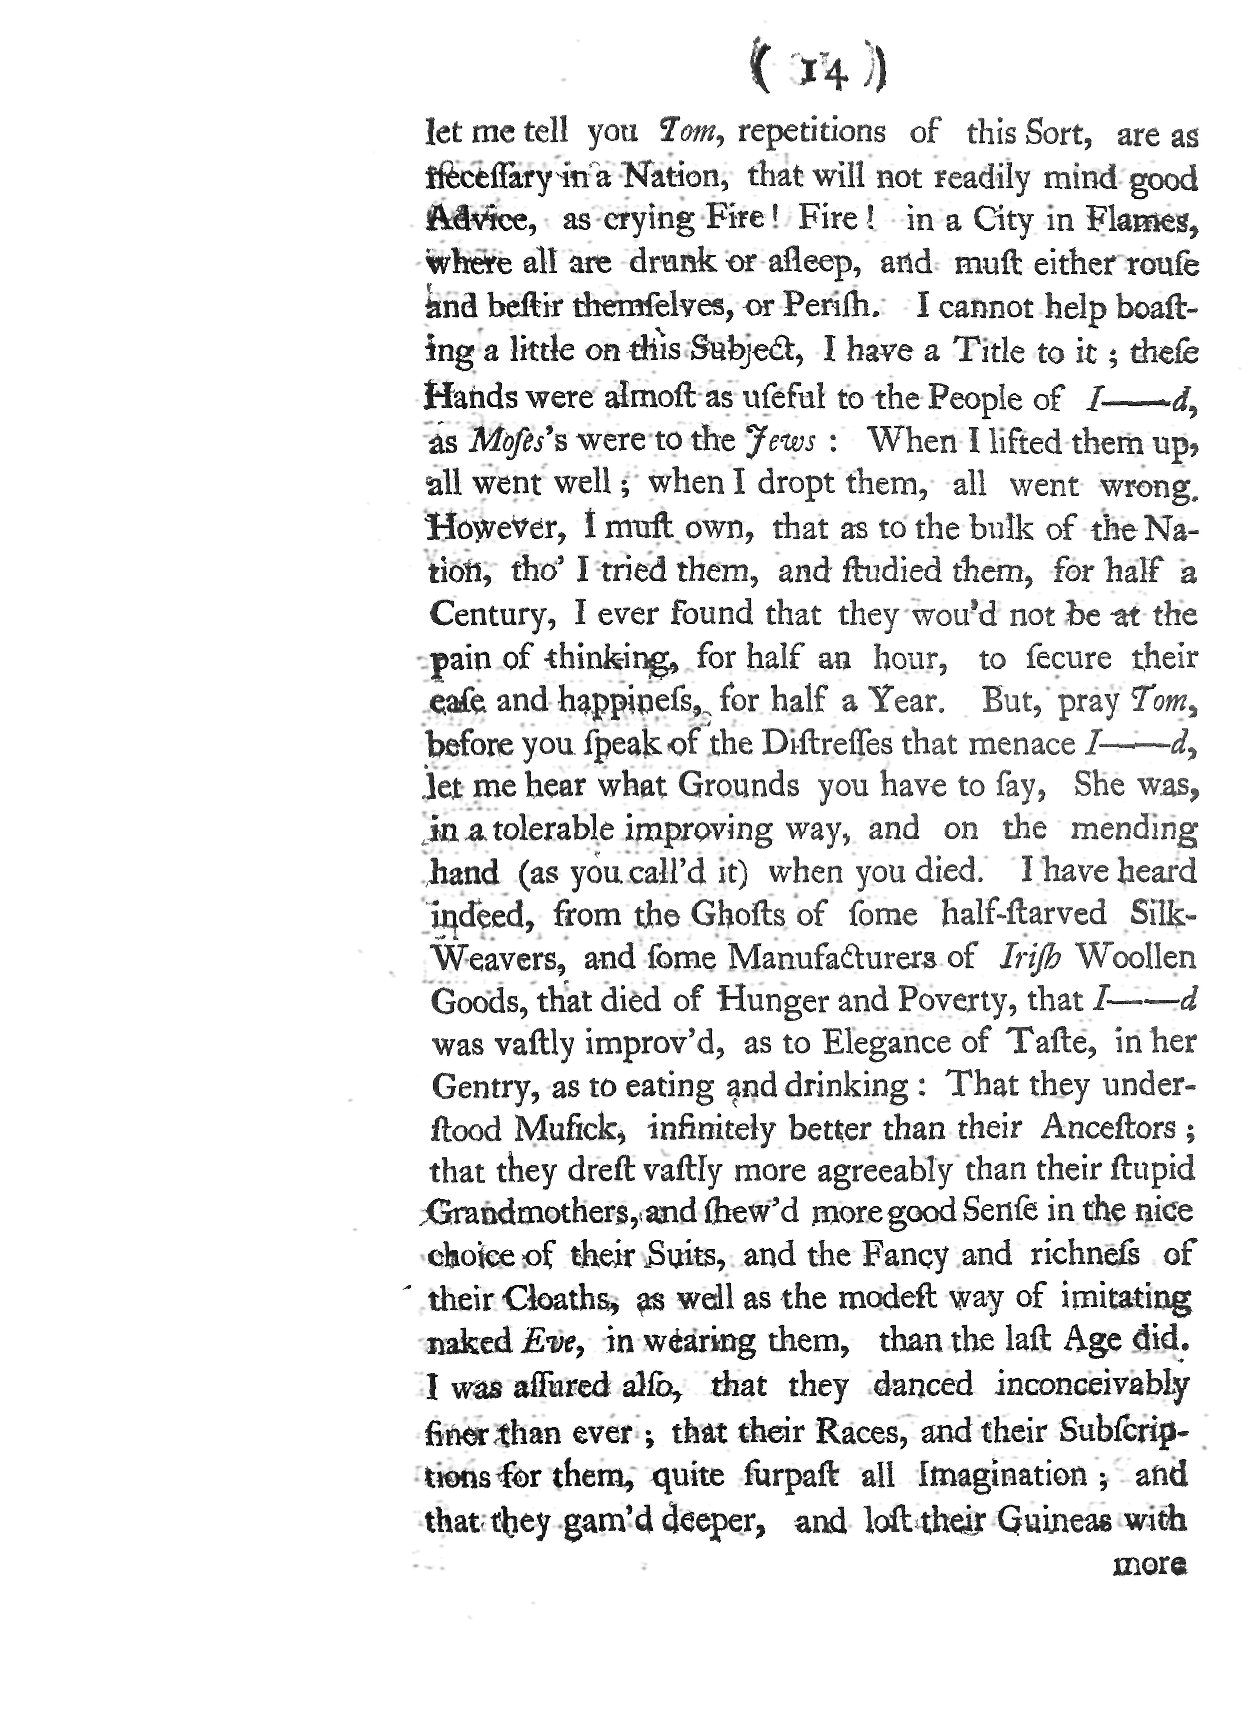 ( 14 )
let me tell you Tom, repetitions of this Sort, are as
neceſſary in a Nation, that will not readily mind good
Advice, as crying Fire! Fire! in a City in Flames,
where all are drunk or aſleep, and muſt either rouſe
and beſtir themſelves, or Periſh. I cannot help boaſt-
ing a little on this Subject, I have a Title to it; theſe
Hands were almoſt as uſeful to the People of I——d,
as Moſes's were to the Jews: When I lifted them up,
all went well; when I dropt them, all went wrong.
However, I muſt own, that as to the bulk of the Na-
tion, tho' I tried them, and ſtudied them, for half a
Century, I ever found that they wou'd not be at the
pain of thinking, for half an hour, to ſecure their
eaſe and happineſs, for half a Year. But, pray Tom,
before you ſpeak of the Diſtreſſes that menace I——d,
let me hear what Grounds you have to ſay, She was,
in a tolerable improving way, and on the mending
hand (as you call'd it) when you died. I have heard
indeed, from the Ghoſts of ſome half-ſtarved Silk-
Weavers, and ſome Manufacturers of Iriſh Woollen
Goods, that died of Hunger and Poverty, that I——d
was vaſtly improv'd, as to Elegance of Taſte, in her
Gentry, as to eating and drinking: That they under-
ſtood Muſick, infinitely better than their Anceſtors;
that they dreſt vaſtly more agreeably than their ſtupid
Grandmothers, and ſhew'd more good Senſe in the nice
choice of their Suits, and the Fancy and richneſs of
their Cloaths, as well as the modeſt way of imitating
naked Eve, in wearing them, than the laſt Age did.
I was aſſured alſo, that they danced inconceivably
finer than ever; that their Races, and their Subſcrip-
tions for them, quite ſurpaſt all Imagination; and
that they gam'd deeper, and loſt their Guineas with
more